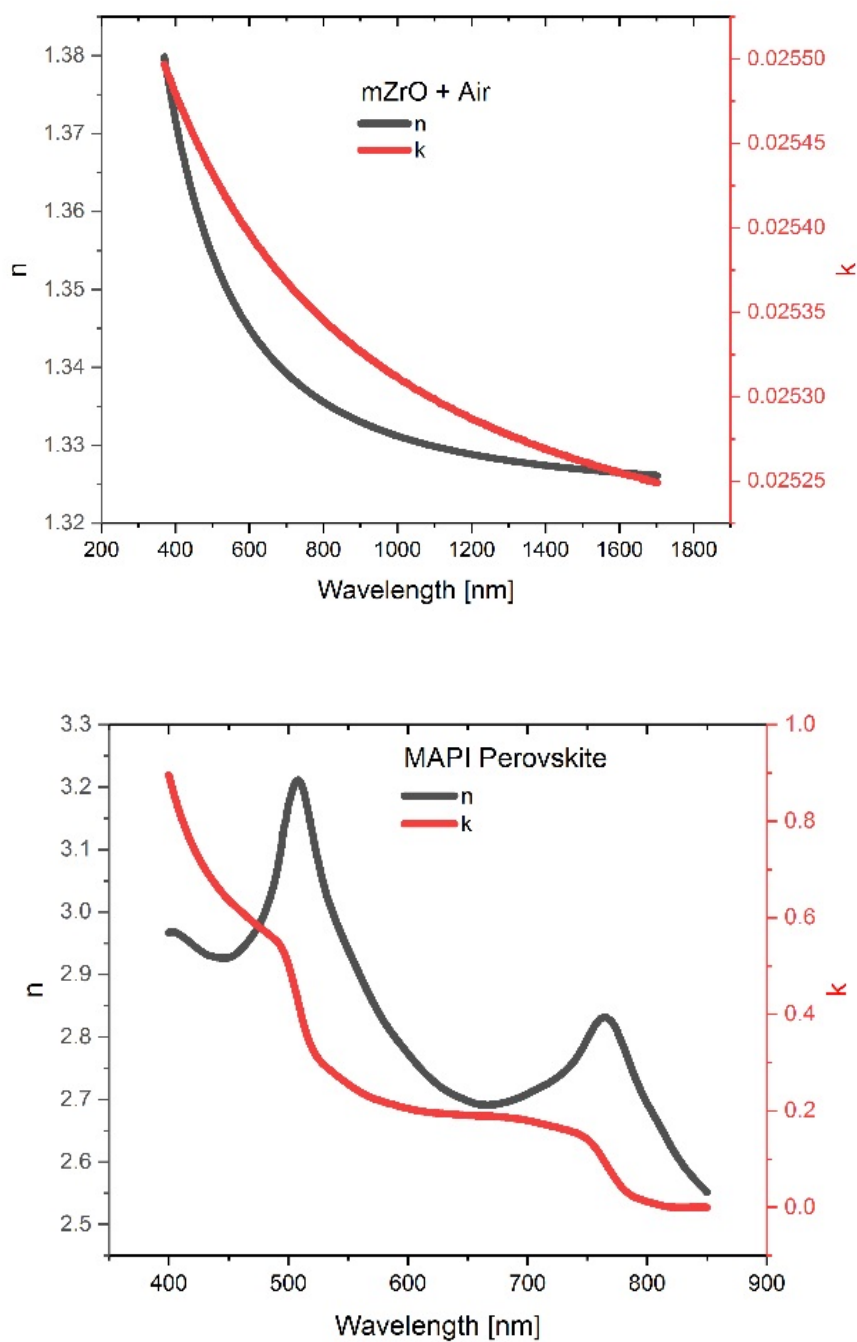 mZrO + Air
n
k
1.38
1.37
1.36
1.35
1.34
1.33
1.32
n
0.02550
0.02545
0.02540
0.02535
0.02530
0.02525
k
200 400 600 800 1000 1200 1400 1600 1800
Wavelength [nm]
MAPI Perovskite
n
k
3.3
3.2
3.1
3.0
2.9
2.8
2.7
2.6
2.5
n
1.0
0.8
0.6
0.4
0.2
0.0
k
400 500 600 700 800 900
Wavelength [nm]